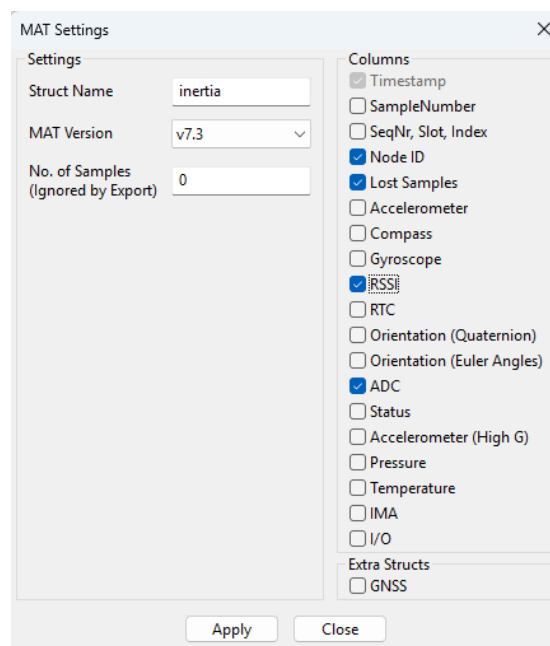 MAT Settings
Settings
Struct Name
inertia
MAT Version
v7.3
No. of Samples
(Ignored by Export)
0
Columns
Timestamp
SampleNumber
SeqNr, Slot, Index
Node ID
Lost Samples
Accelerometer
Compass
Gyroscope
RSSI
RTC
Orientation (Quaternion)
Orientation (Euler Angles)
ADC
Status
Accelerometer (High G)
Pressure
Temperature
IMA
I/O
Extra Structs
GNSS
Apply
Close